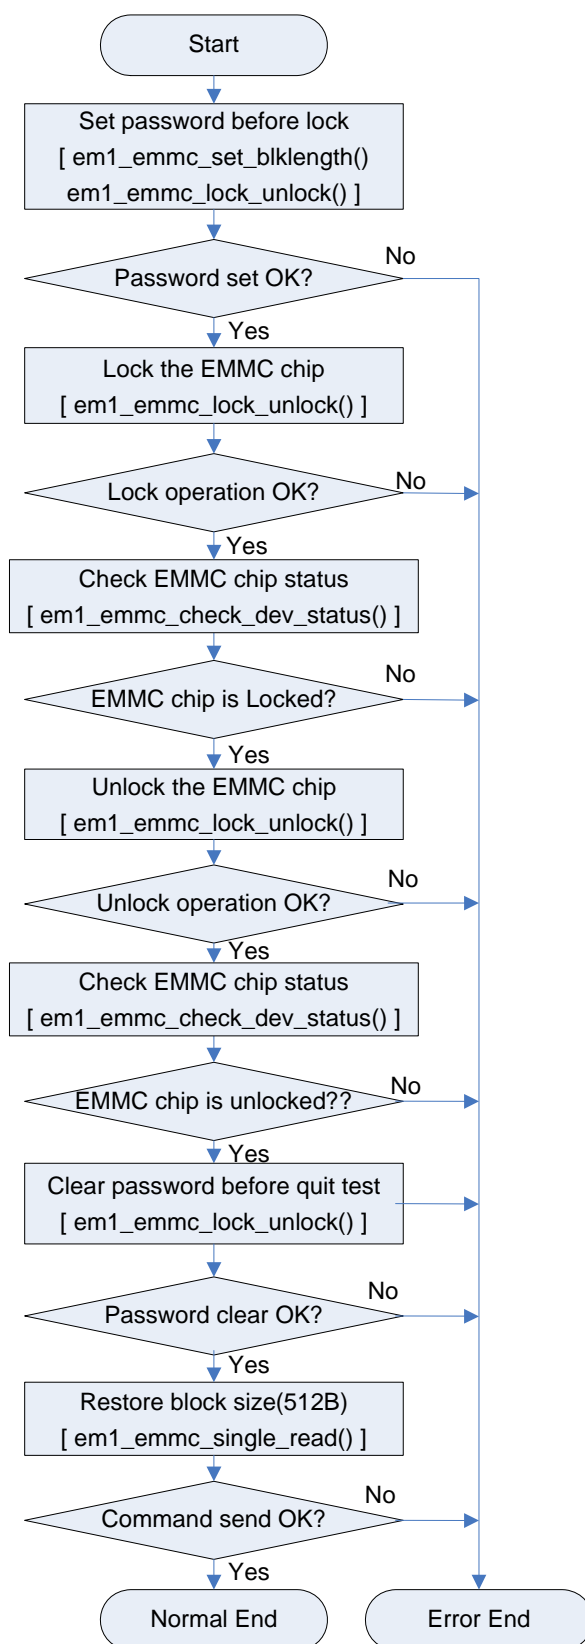 Start
Set password before lock
[ em1_emmc_set_blklength()
em1_emmc_lock_unlock() ]
No
Password set OK?
Yes
Lock the EMMC chip
[ em1_emmc_lock_unlock() ]
No
Lock operation OK?
Yes
Check EMMC chip status
[ em1_emmc_check_dev_status() ]
No
EMMC chip is Locked?
Yes
Unlock the EMMC chip
[ em1_emmc_lock_unlock() ]
No
Unlock operation OK?
Yes
Check EMMC chip status
[ em1_emmc_check_dev_status() ]
No
EMMC chip is unlocked??
Yes
Clear password before quit test
[ em1_emmc_lock_unlock() ]
No
Password clear OK?
Yes
Restore block size(512B)
[ em1_emmc_single_read() ]
No
Command send OK?
Yes
Normal End
Error End